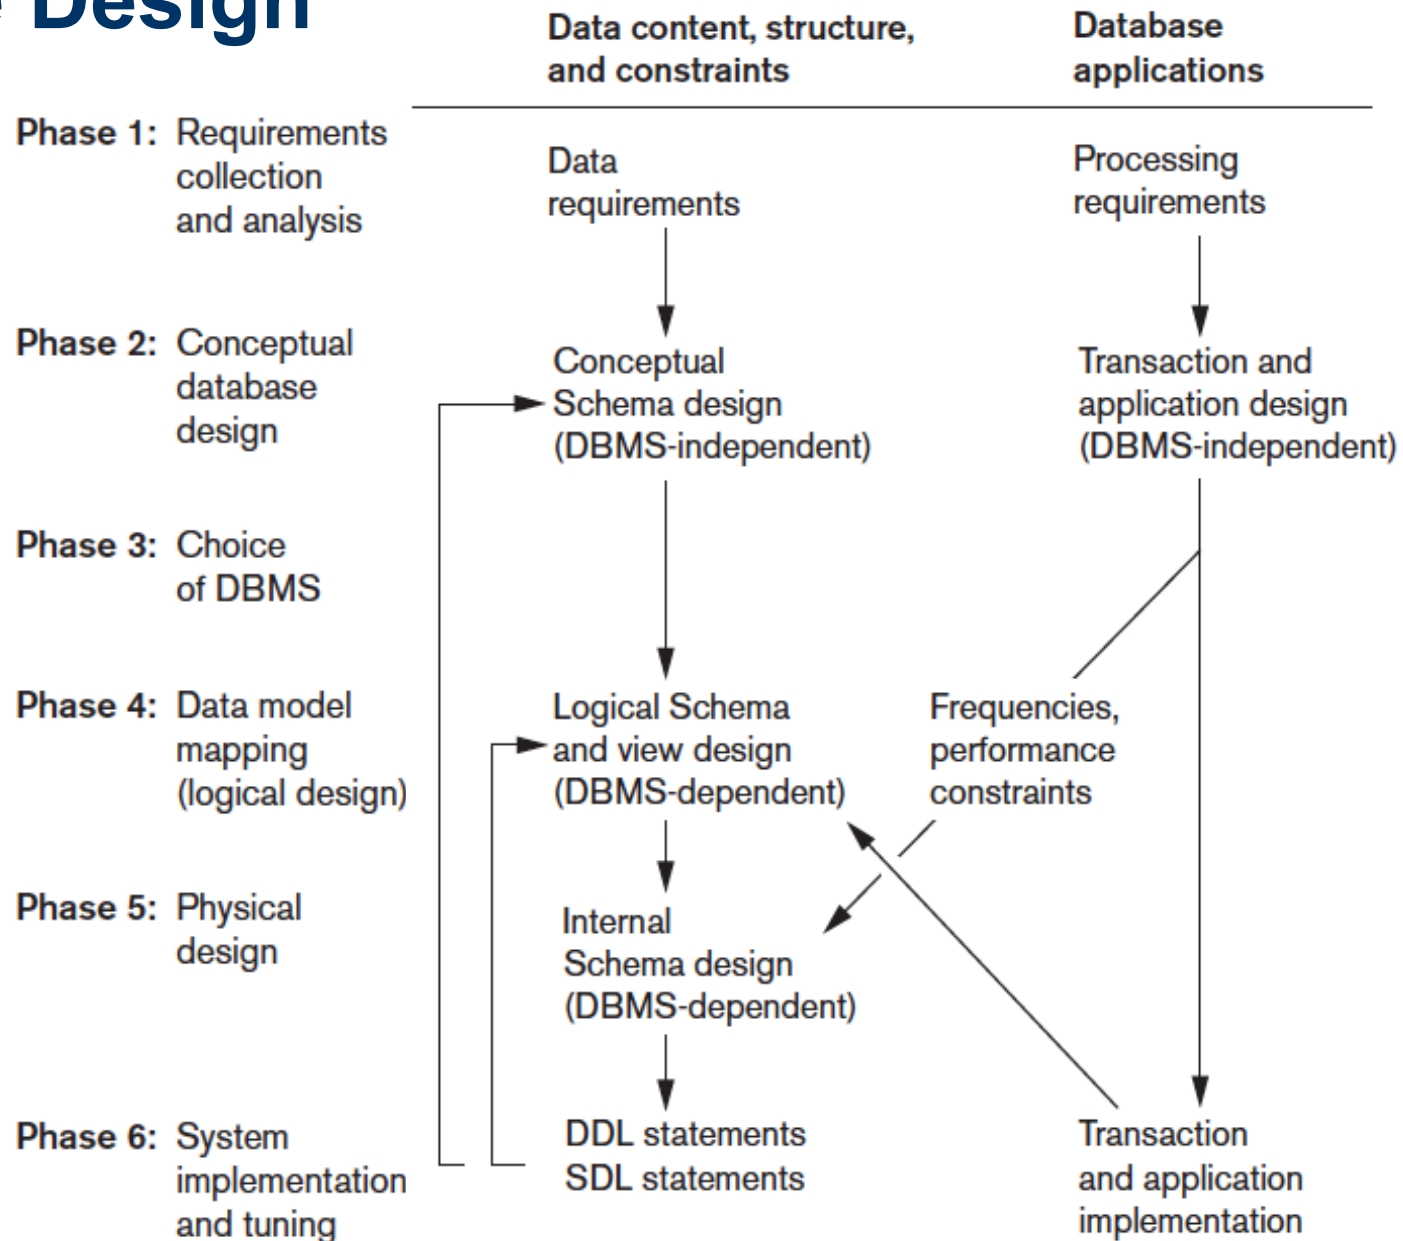 e Design
Data content, structure,
and constraints
Database
applications
Phase 1: Requirements
collection
and analysis
Data
requirements
Processing
requirements
Phase 2: Conceptual
database
design
Conceptual
Schema design
(DBMS-independent)
Transaction and
application design
(DBMS-independent)
Phase 3: Choice
of DBMS
Phase 4: Data model
mapping
(logical design)
Logical Schema
and view design
(DBMS-dependent)
Frequencies,
performance
constraints
Phase 5: Physical
design
Internal
Schema design
(DBMS-dependent)
Phase 6: System
implementation
and tuning
DDL statements
SDL statements
Transaction
and application
implementation